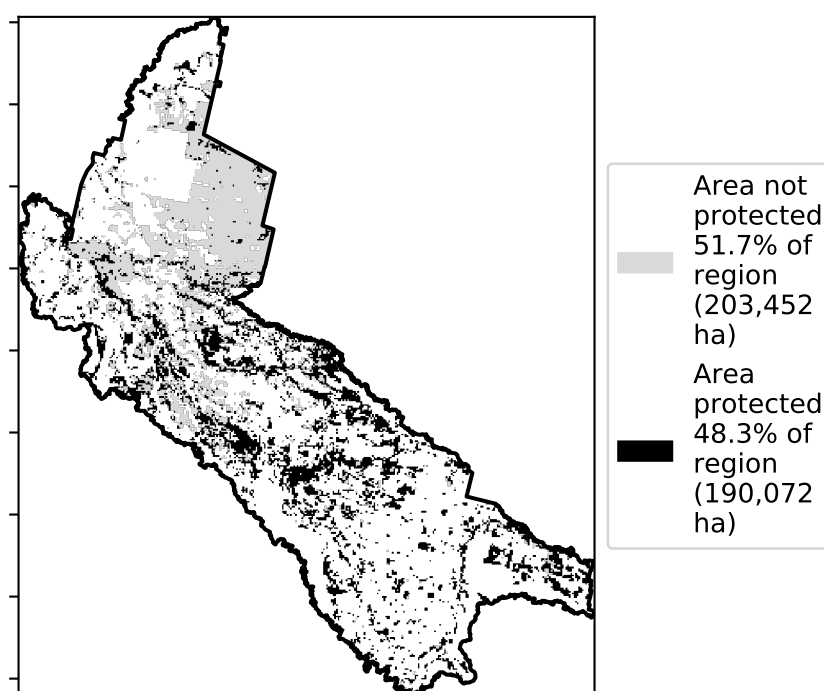 Area not
protected
51.7% of
region
(203,452
ha)
Area
protected
48.3% of
region
(190,072
ha)